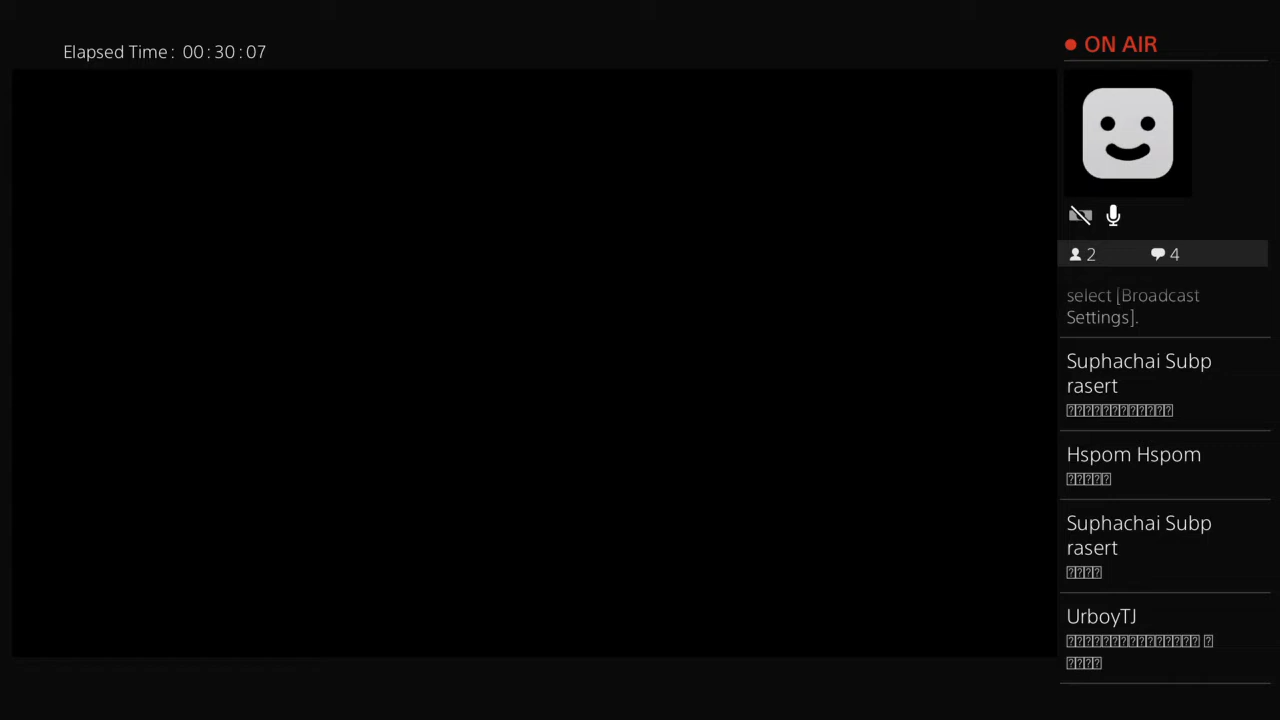 Elapsed Time: 00:30:07
ON AIR
2 4
select [Broadcast
Settings].
Suphachai Subp
rasert
Hspom Hspom
Suphachai Subp
rasert
UrboyTJ